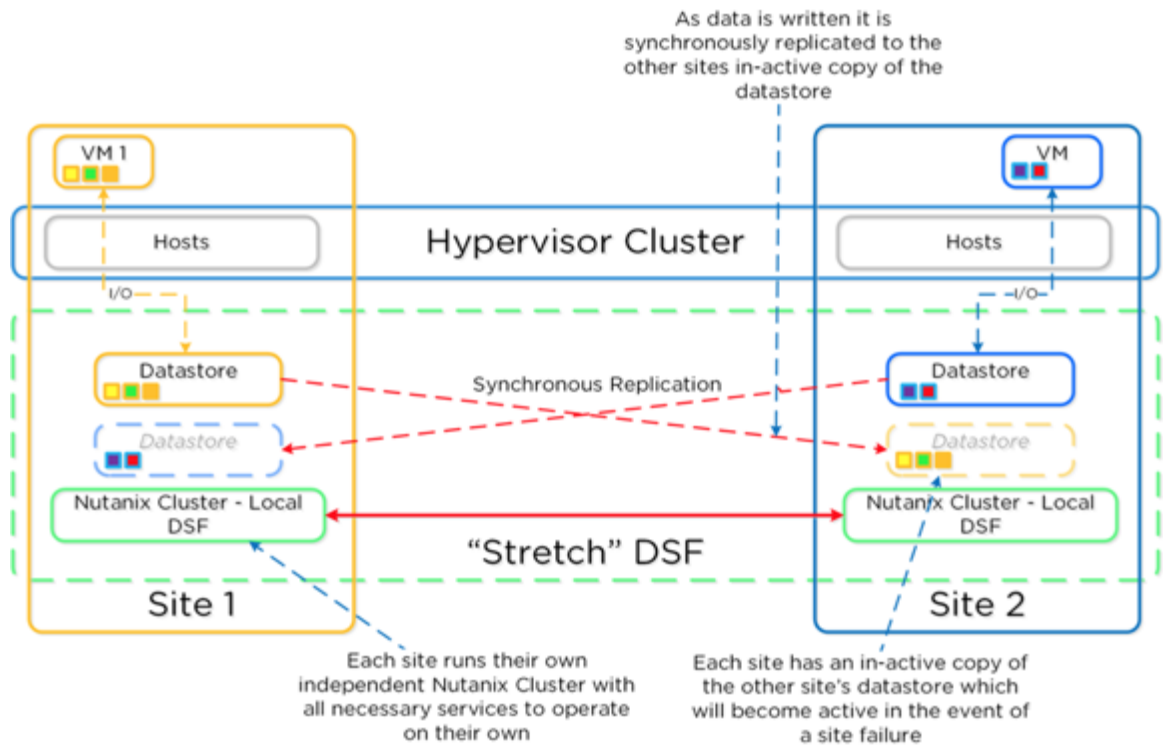 As data is written it is
synchronously replicated to the
other sites in-active copy of the
datastore
VM 1
VM
Hosts
Hypervisor Cluster
Hosts
I/O
I/O
Datastore
Synchronous Replication
Datastore
Datastore
Datastore
Nutanix Cluster - Local
DSF
Nutanix Cluster - Local
DSF
“Stretch” DSF
Site 1
Site 2
Each site runs their own
independent Nutanix Cluster with
all necessary services to operate
on their own
Each site has an in-active copy of
the other site’s datastore which
will become active in the event of
a site failure